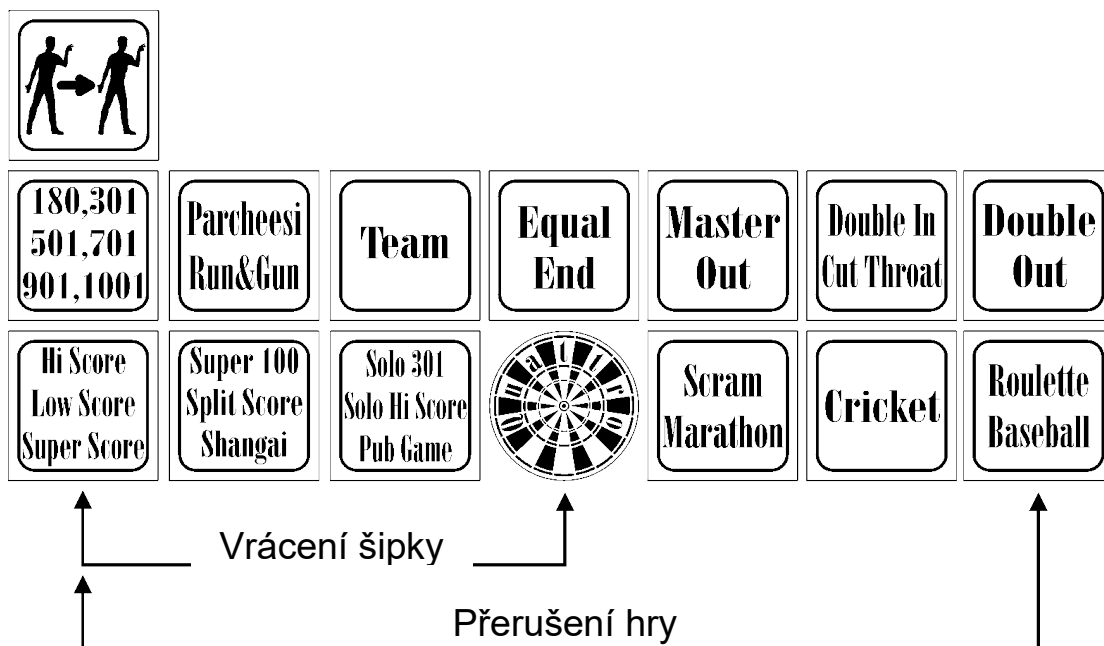 180,301
501,701
901,1001
Parcheesi
Run&Gun
Team
Equal
End
Master
Out
Double In
Cut Throat
Double
Out
Hi Score
Low Score
Super Score
Super 100
Split Score
Shangai
Solo 301
Solo Hi Score
Pub Game
Scram
Marathon
Cricket
Roulette
Baseball
Vrácení šipky
Přerušení hry